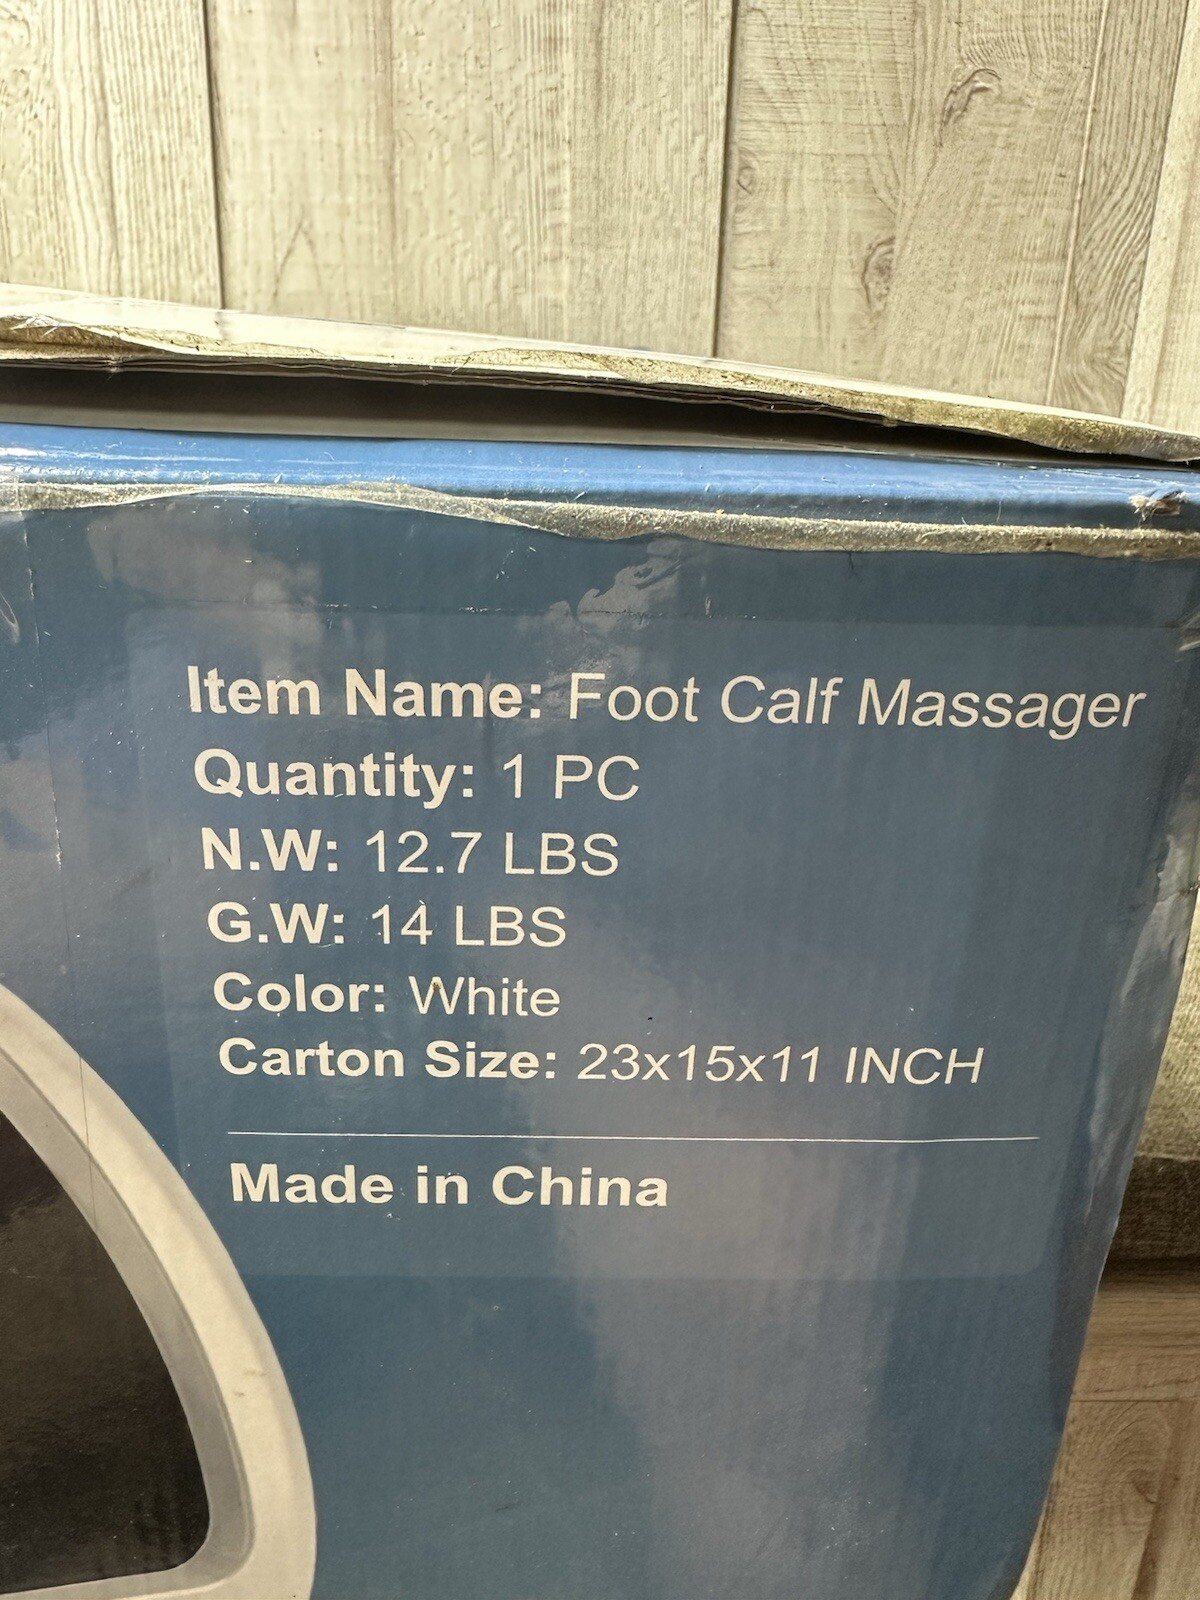 Item Name: Foot Calf Massager
Quantity: 1 PC
N.W: 12.7 LBS
G.W: 14 LBS
Color: White
Carton Size: 23x15x11 INCH
Made in China